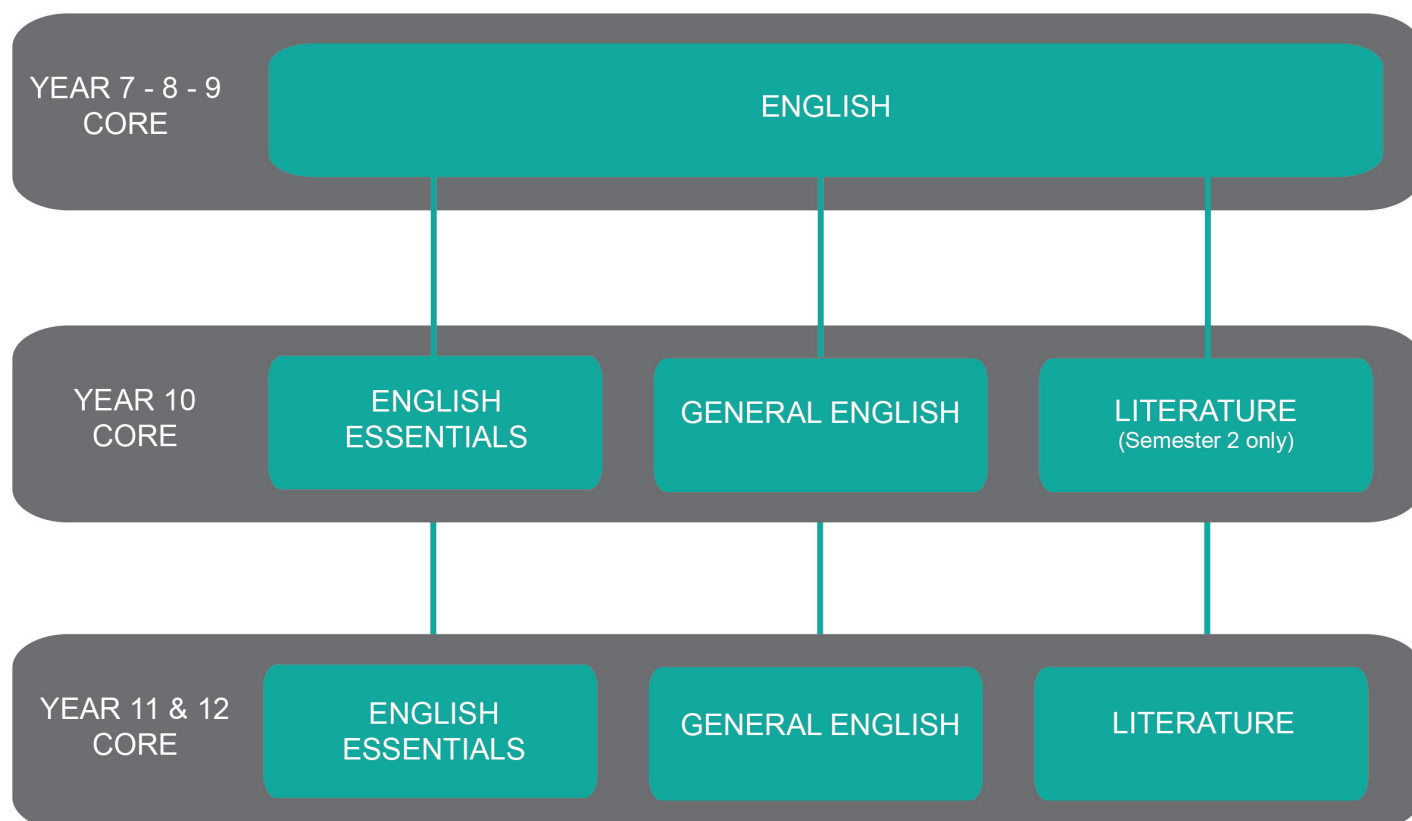 YEAR 7 - 8 - 9
CORE
ENGLISH
YEAR 10
CORE
ENGLISH
ESSENTIALS
GENERAL ENGLISH
LITERATURE
(Semester 2 only)
YEAR 11 & 12
CORE
ENGLISH
ESSENTIALS
GENERAL ENGLISH
LITERATURE